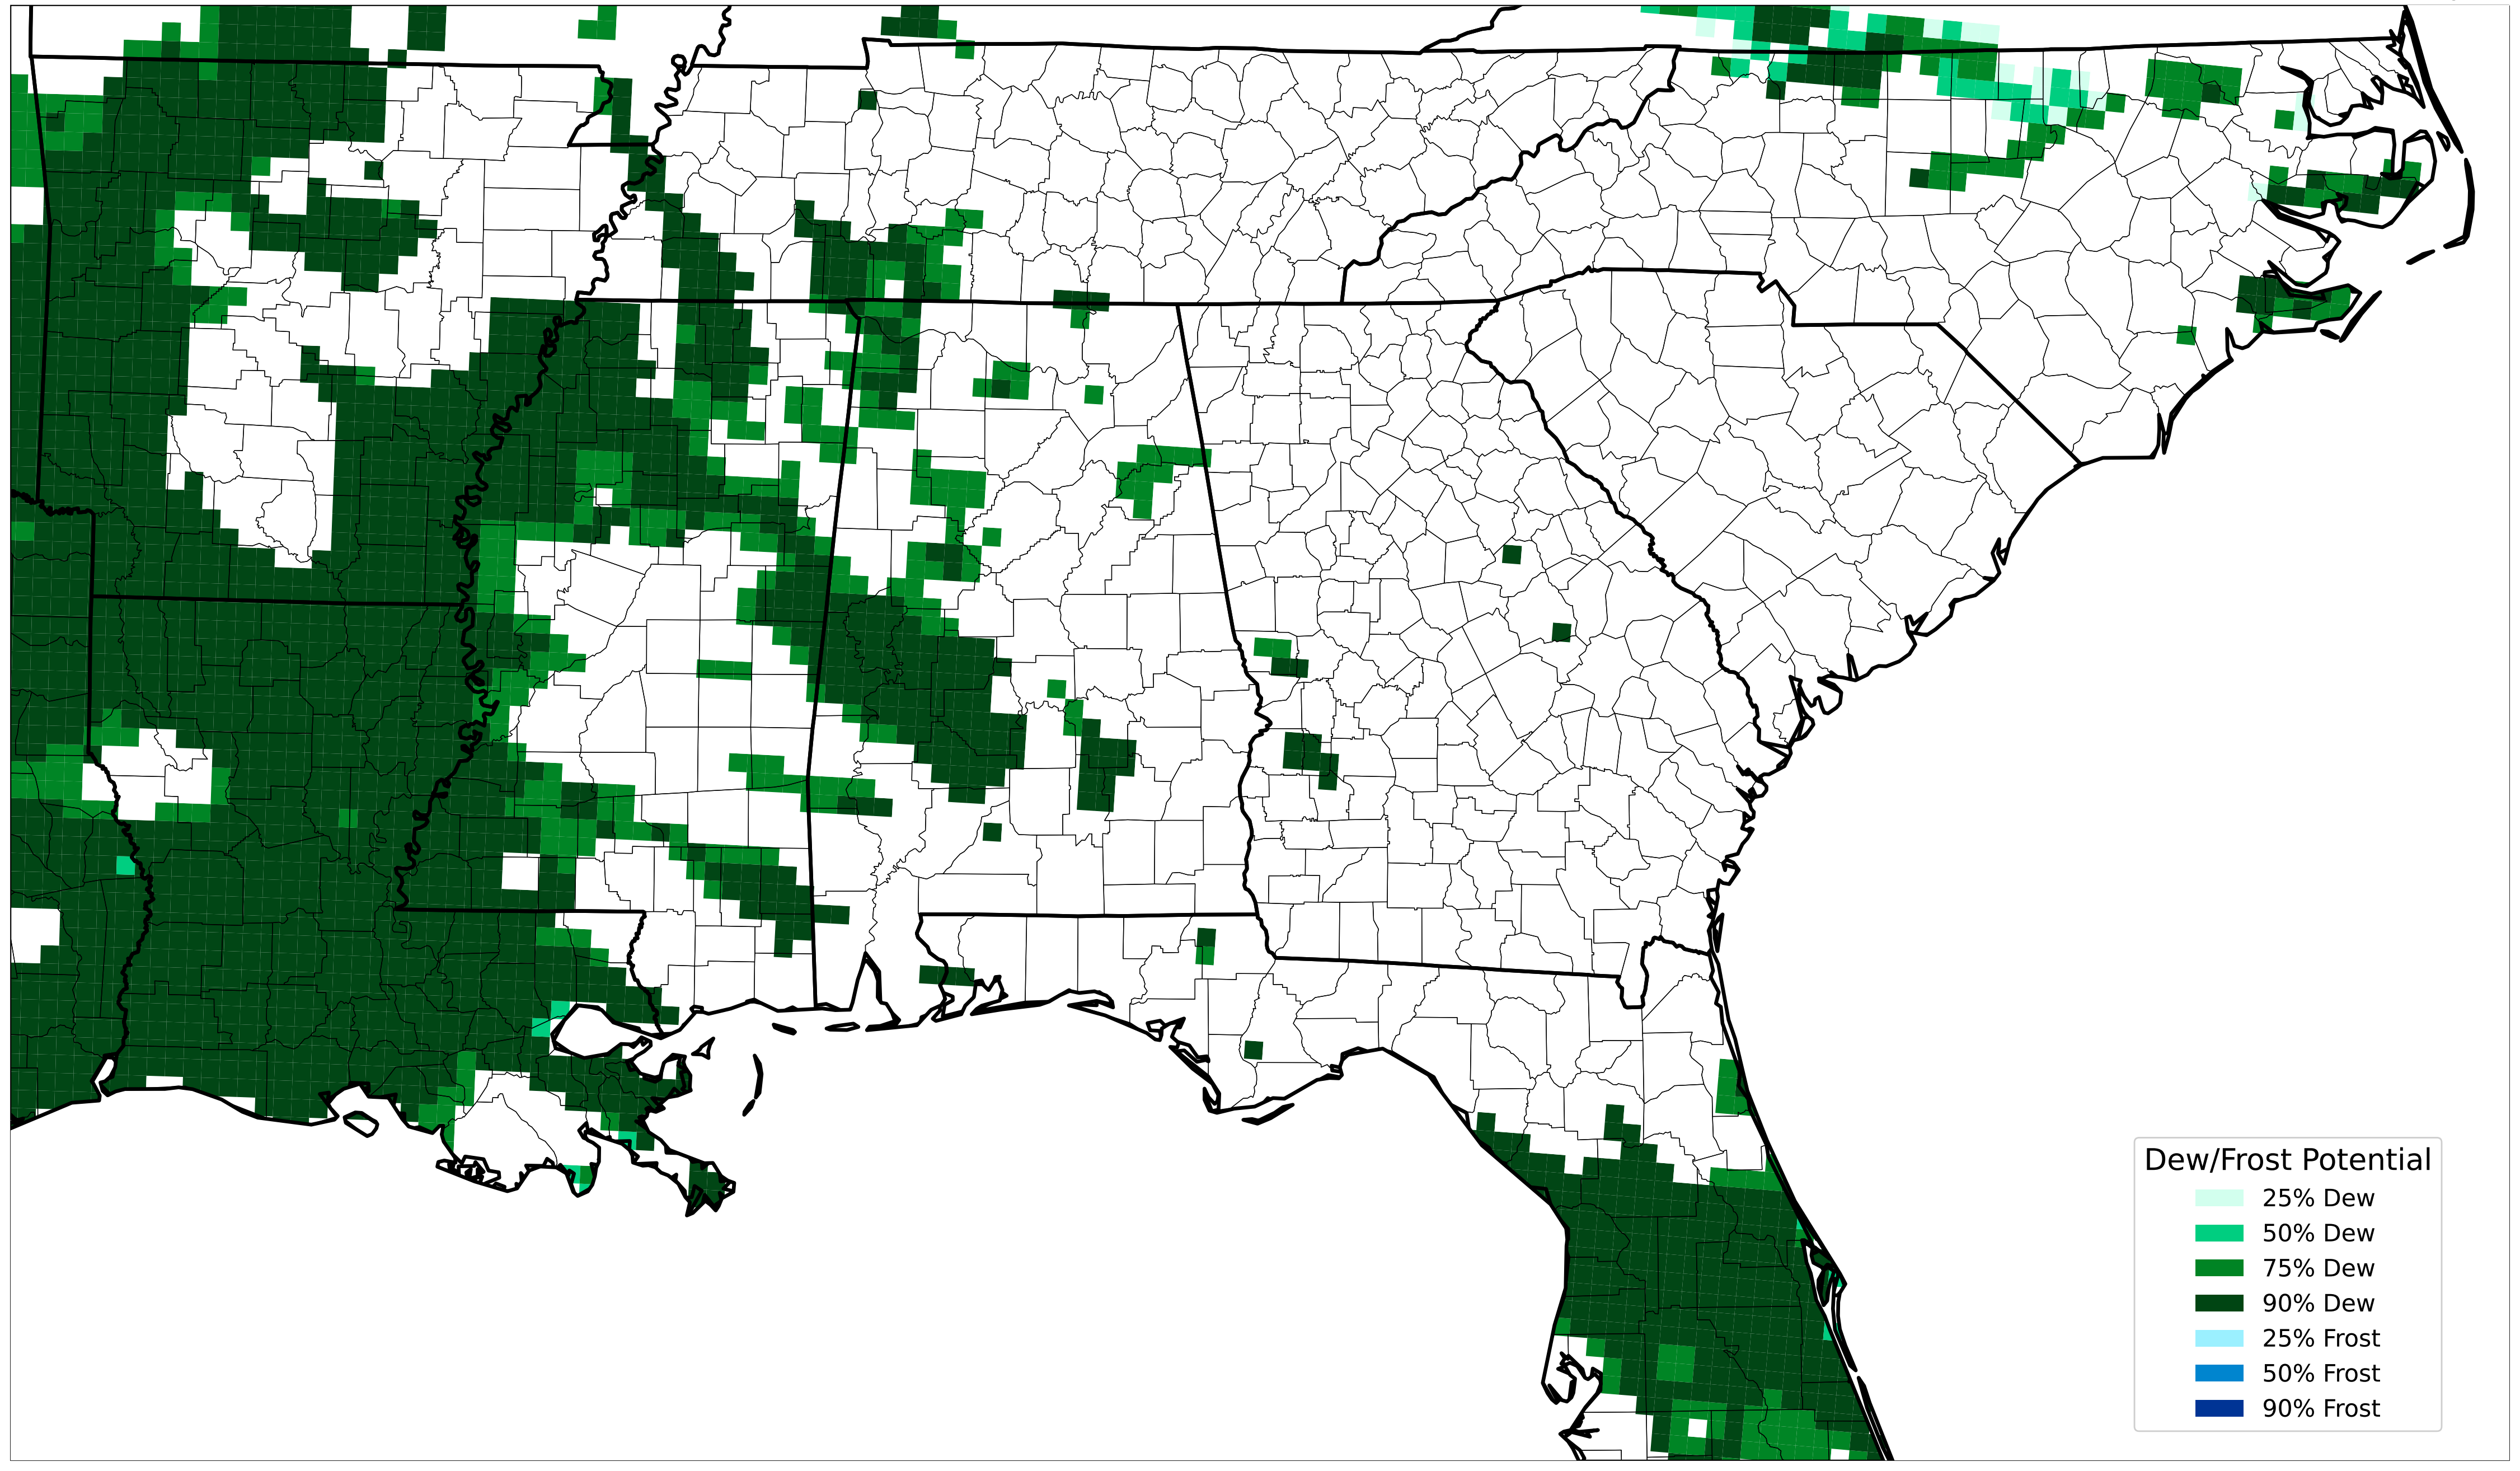 Dew/Frost Potential
25% Dew
50% Dew
75% Dew
90% Dew
25% Frost
50% Frost
90% Frost